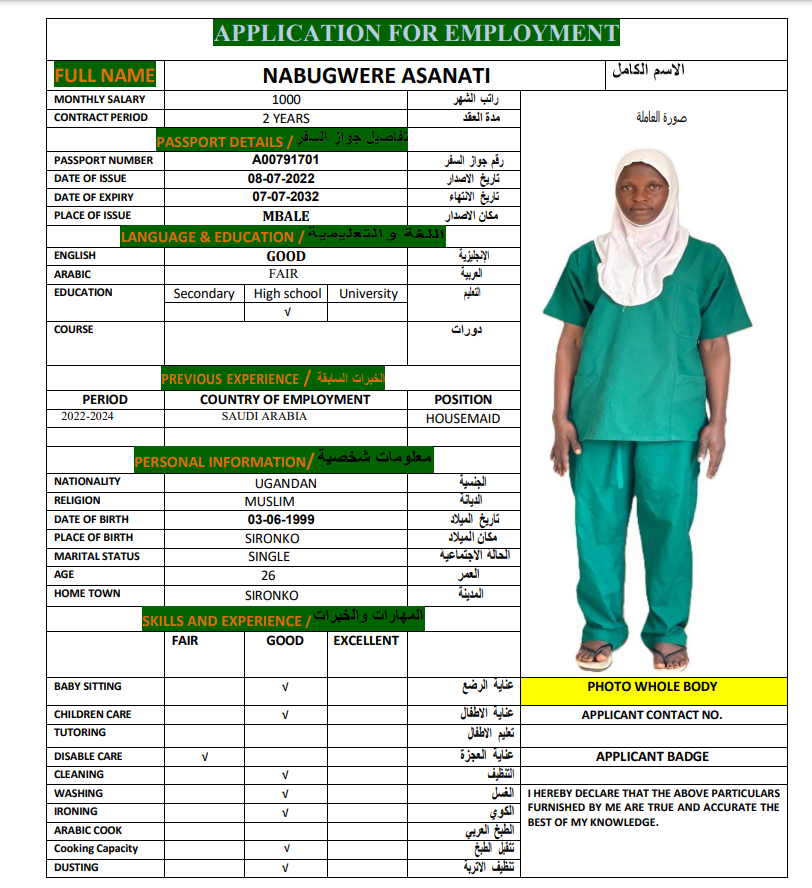 APPLICATION FOR EMPLOYMENT
FULL NAME NABUGWERE ASANATI الاسم الكامل
MONTHLY SALARY 1000 راتب الشهر
CONTRACT PERIOD 2 YEARS مدة العقد
صورة العاملة
PASSPORT DETAILS / تفاصيل جواز السفر
PASSPORT NUMBER A00791701 رقم جواز السفر
DATE OF ISSUE 08-07-2022 تاريخ الاصدار
DATE OF EXPIRY 07-07-2032 تاريخ الانتهاء
PLACE OF ISSUE MBALE مكان الاصدار
LANGUAGE & EDUCATION / اللغة و التعليمية
ENGLISH GOOD الإنجليزية
ARABIC FAIR العربية
EDUCATION Secondary High school University التعليم
√
COURSE دورات
PREVIOUS EXPERIENCE / الخبرات السابقة
PERIOD COUNTRY OF EMPLOYMENT POSITION
2022-2024 SAUDI ARABIA HOUSEMAID
PERSONAL INFORMATION/ معلومات شخصية
NATIONALITY UGANDAN الجنسية
RELIGION MUSLIM الديانة
DATE OF BIRTH 03-06-1999 تاريخ الميلاد
PLACE OF BIRTH SIRONKO مكان الميلاد
MARITAL STATUS SINGLE الحالة الاجتماعية
AGE 26 العمر
HOME TOWN SIRONKO المدينة
SKILLS AND EXPERIENCE / المهارات والخبرات
FAIR GOOD EXCELLENT
BABY SITTING √ عناية الرضع
PHOTO WHOLE BODY
CHILDREN CARE √ عناية الاطفال
APPLICANT CONTACT NO.
TUTORING تعليم الاطفال
DISABLE CARE √ عناية العجزة
APPLICANT BADGE
CLEANING √ التنظيف
WASHING √ الغسل
IRONING √ الكوي
ARABIC COOK الطبخ العربي
Cooking Capacity √ تتقبل الطبخ
DUSTING √ تنظيف الاتربة
I HEREBY DECLARE THAT THE ABOVE PARTICULARS
FURNISHED BY ME ARE TRUE AND ACCURATE THE
BEST OF MY KNOWLEDGE.